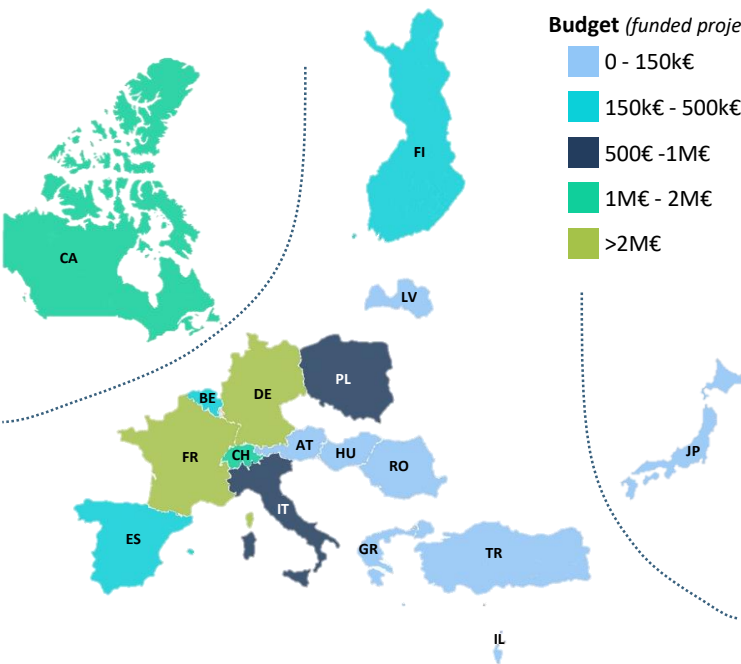 Budget (funded proje
0 - 150k€
150k€ - 500k€
500€ -1M€
1M€ - 2M€
>2M€
FI
CA
LV
PL
DE
BE
FR
CH
AT
HU
RO
JP
IT
ES
GR
TR
IL